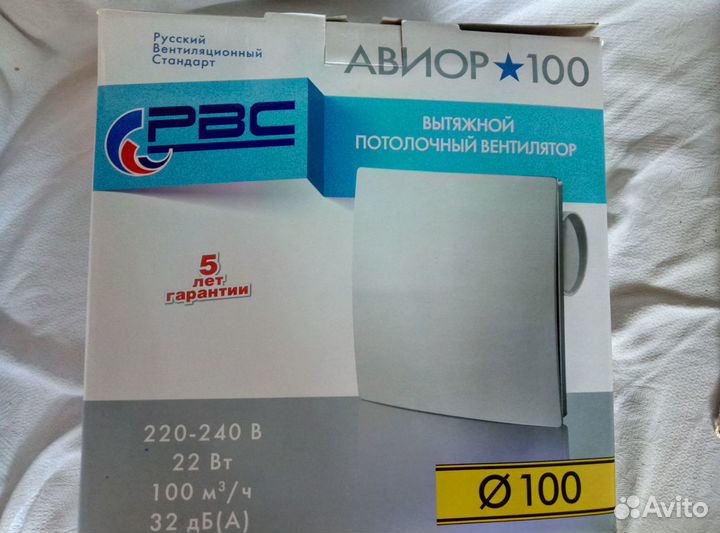 Русский
Вентиляционный
Стандарт
АВИОР★100
РВС
ВЫТЯЖНОЙ
ПОТОЛОЧНЫЙ ВЕНТИЛЯТОР
5
лет
гарантии
220-240 В
22 Вт
100 м³/ч
32 дБ(А)
Ø100
Avito